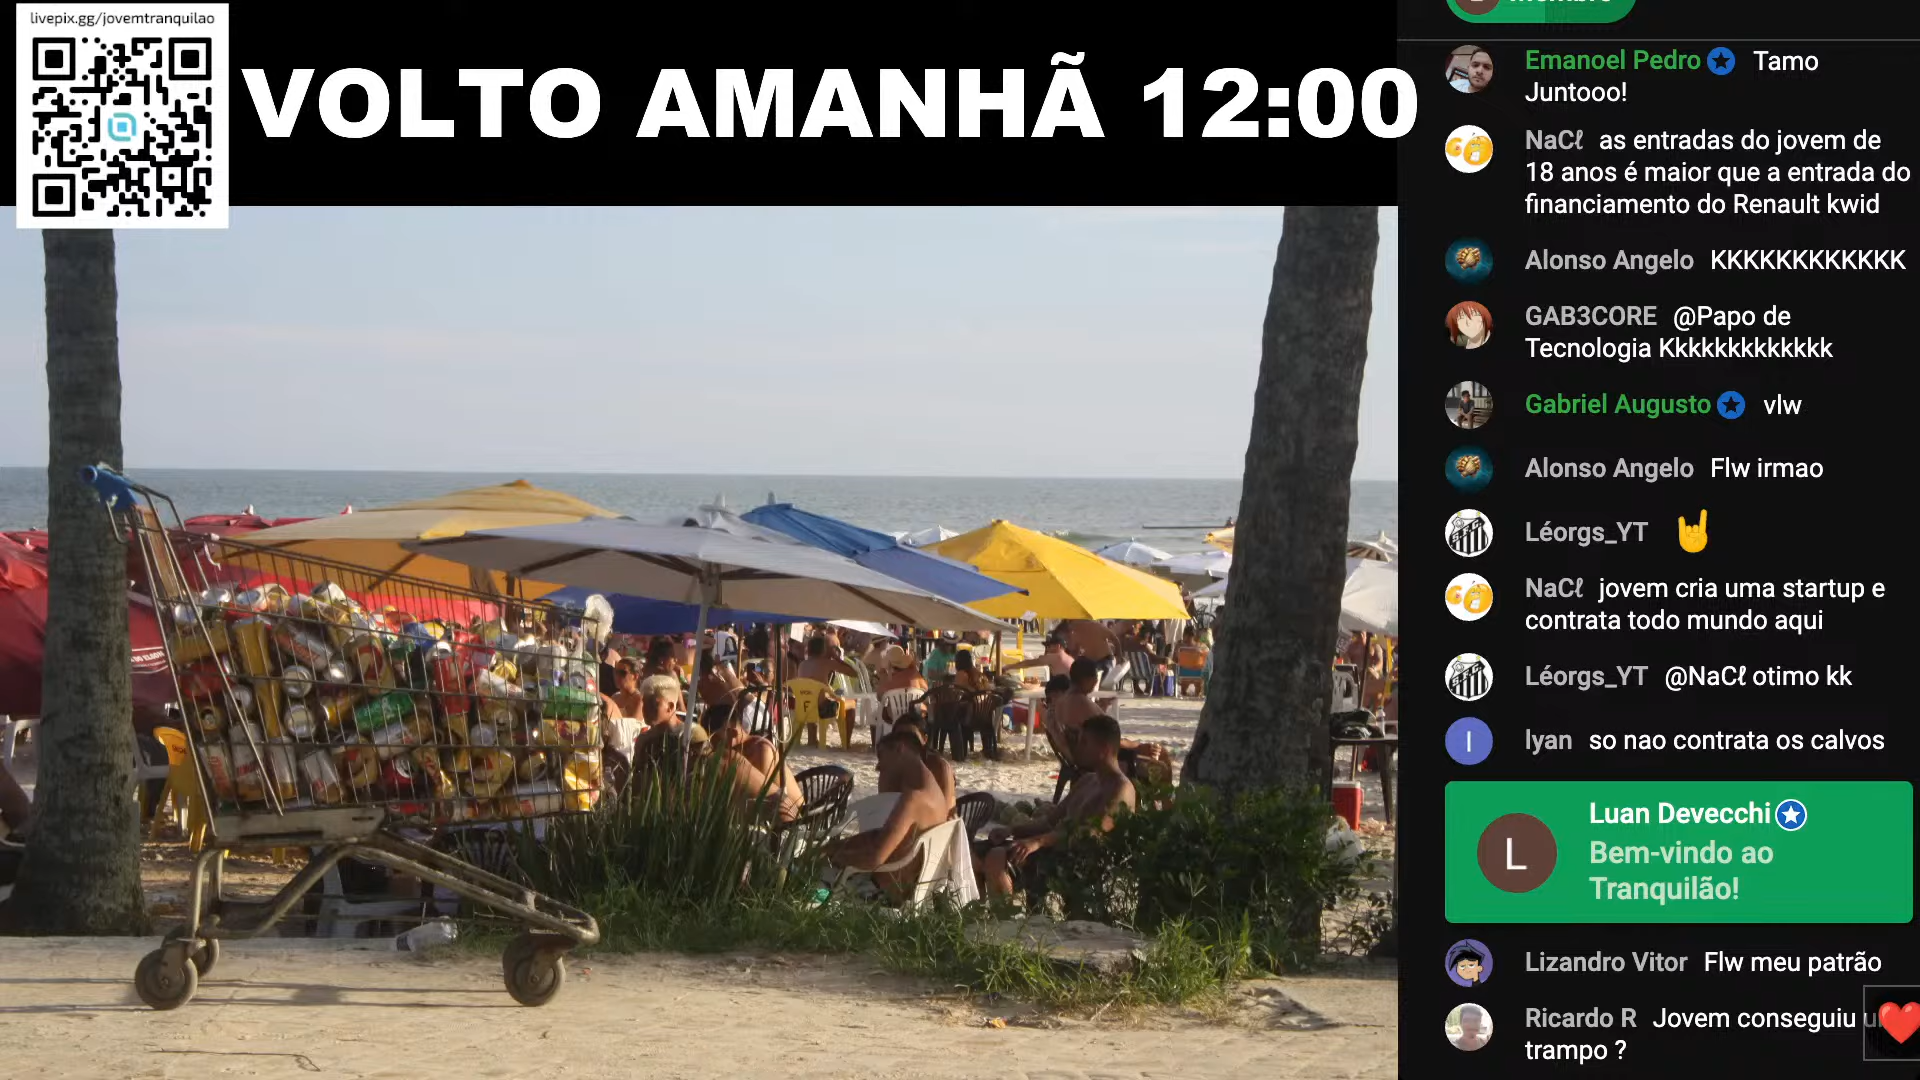 livepix.gg/jovemtranquilao
VOLTO AMANHÃ 12:00
Emanoel Pedro Tamo
Juntooo!
NaCℓ as entradas do jovem de
18 anos é maior que a entrada do
financiamento do Renault kwid
Alonso Angelo KKKKKKKKKKKK
GAB3CORE @Papo de
Tecnologia Kkkkkkkkkkkkk
Gabriel Augusto vlw
Alonso Angelo Flw irmao
Léorgs_YT 🤘
NaCℓ jovem cria uma startup e
contrata todo mundo aqui
Léorgs_YT @NaCℓ otimo kk
I lyan so nao contrata os calvos
L
Luan Devecchi
Bem-vindo ao
Tranquilão!
Lizandro Vitor Flw meu patrão
Ricardo R Jovem conseguiu
trampo ?